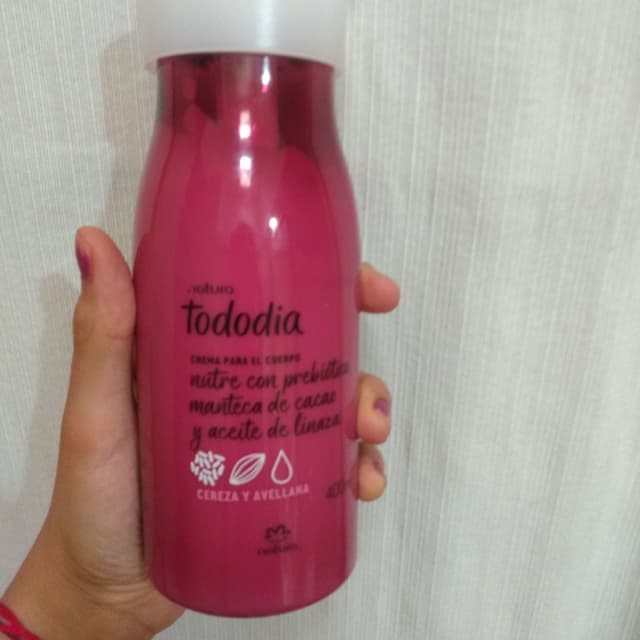 natura
tododia
CREMA PARA EL CUERPO
nutre con prebiótico
manteca de cacao
y aceite de linaza
CEREZA Y AVELLANA
natura